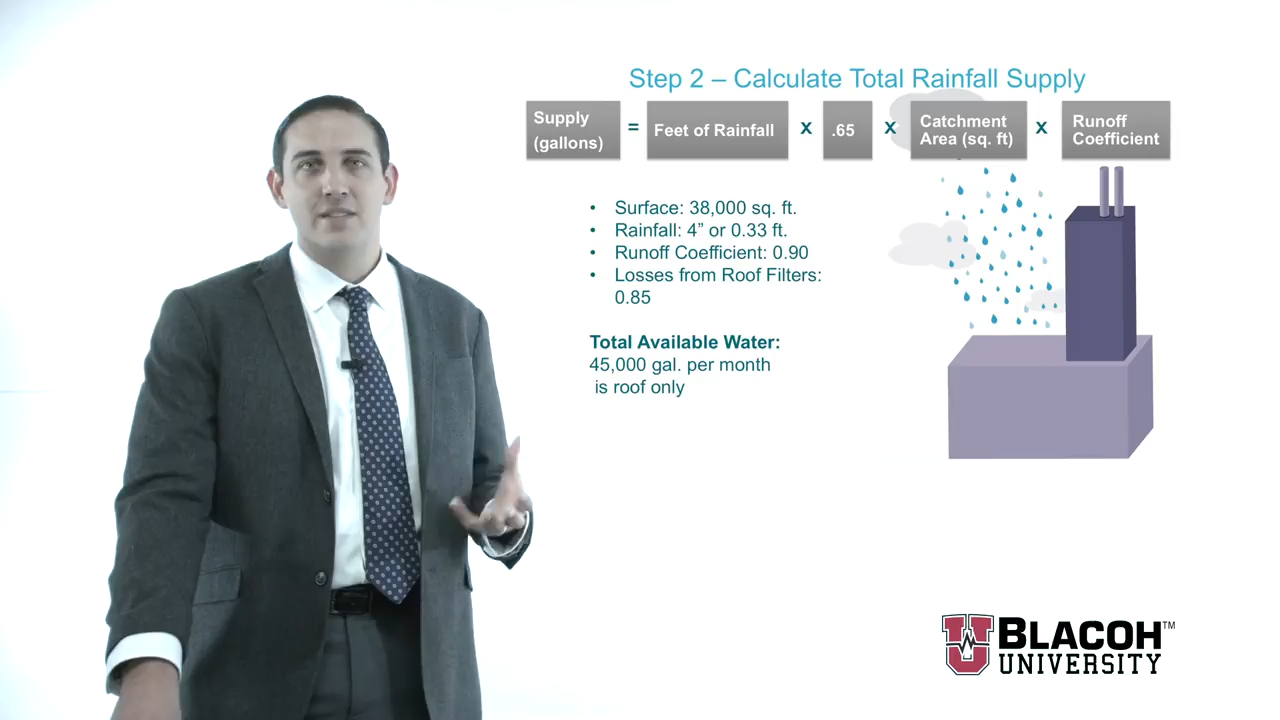 Step 2 – Calculate Total Rainfall Supply
Supply
(gallons)
=
Feet of Rainfall
x
.65
x
Catchment
Area (sq. ft)
x
Runoff
Coefficient
• Surface: 38,000 sq. ft.
• Rainfall: 4” or 0.33 ft.
• Runoff Coefficient: 0.90
• Losses from Roof Filters:
0.85
Total Available Water:
45,000 gal. per month
is roof only
U BLACOH™
UNIVERSITY